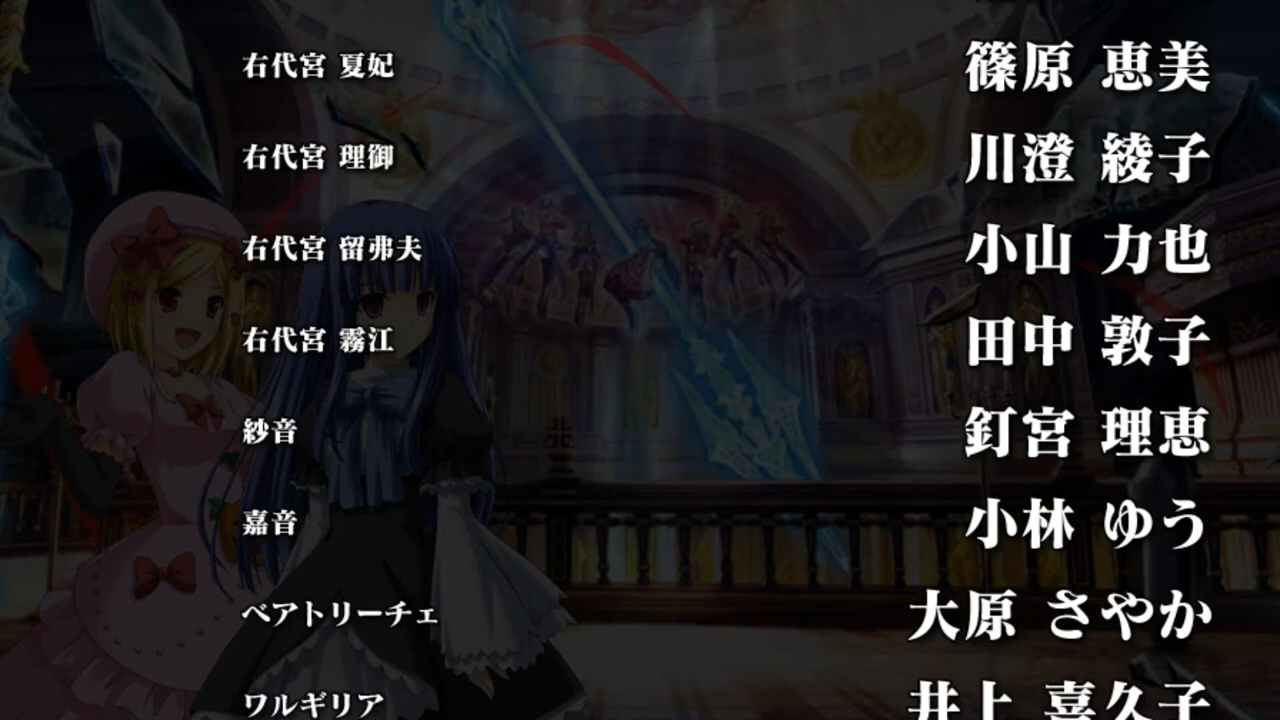 右代宮 夏妃 篠原 恵美
右代宮 理御 川澄 綾子
右代宮 留弗夫 小山 力也
右代宮 霧江 田中 敦子
紗音 釘宮 理恵
嘉音 小林 ゆう
ベアトリーチェ 大原 さやか
ワルギリア 井上 喜久子